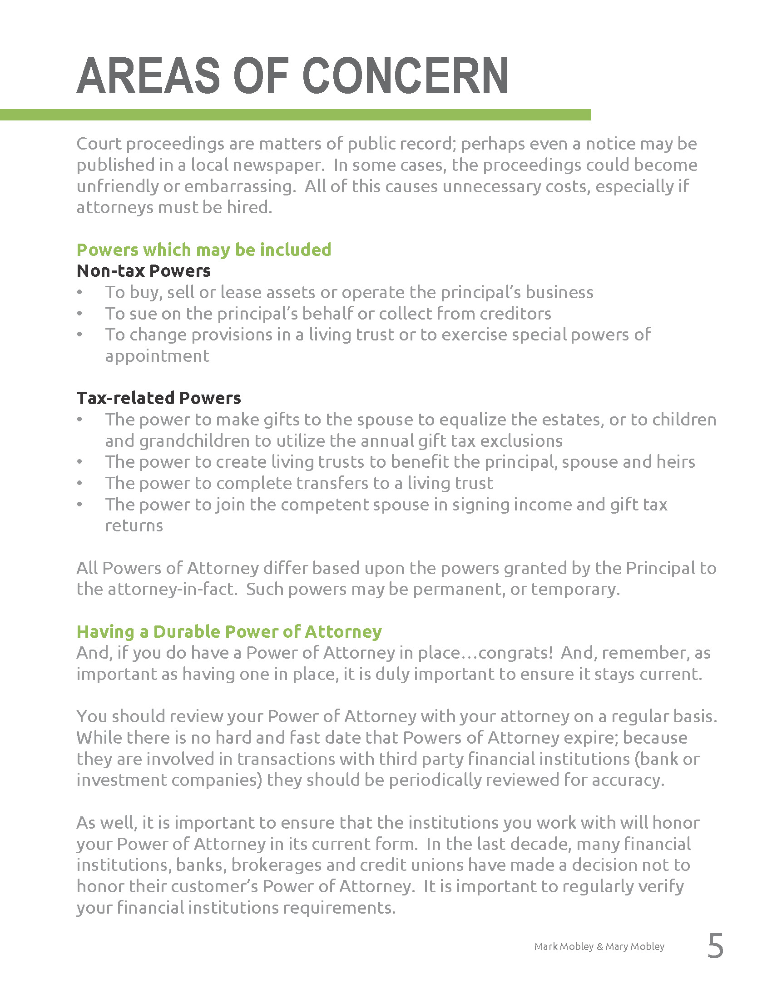 AREAS OF CONCERN
Court proceedings are matters of public record; perhaps even a notice may be
published in a local newspaper.  In some cases, the proceedings could become
unfriendly or embarrassing.  All of this causes unnecessary costs, especially if
attorneys must be hired.
Powers which may be included
Non-tax Powers
• To buy, sell or lease assets or operate the principal’s business
• To sue on the principal’s behalf or collect from creditors
• To change provisions in a living trust or to exercise special powers of
appointment
Tax-related Powers
• The power to make gifts to the spouse to equalize the estates, or to children
and grandchildren to utilize the annual gift tax exclusions
• The power to create living trusts to benefit the principal, spouse and heirs
• The power to complete transfers to a living trust
• The power to join the competent spouse in signing income and gift tax
returns
All Powers of Attorney differ based upon the powers granted by the Principal to
the attorney-in-fact.  Such powers may be permanent, or temporary.
Having a Durable Power of Attorney
And, if you do have a Power of Attorney in place…congrats!  And, remember, as
important as having one in place, it is duly important to ensure it stays current.
You should review your Power of Attorney with your attorney on a regular basis.
While there is no hard and fast date that Powers of Attorney expire; because
they are involved in transactions with third party financial institutions (bank or
investment companies) they should be periodically reviewed for accuracy.
As well, it is important to ensure that the institutions you work with will honor
your Power of Attorney in its current form.  In the last decade, many financial
institutions, banks, brokerages and credit unions have made a decision not to
honor their customer’s Power of Attorney.  It is important to regularly verify
your financial institutions requirements.
Mark Mobley & Mary Mobley 5